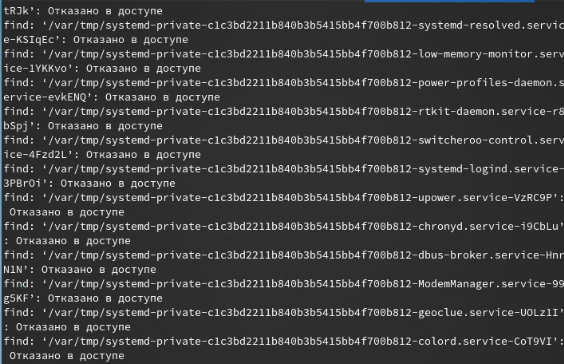 tRJk’: Отказано в доступе
find: ‘/var/tmp/systemd-private-c1c3bd2211b840b3b5415bb4f700b812-systemd-resolved.servic
e-KSIqEc’: Отказано в доступе
find: ‘/var/tmp/systemd-private-c1c3bd2211b840b3b5415bb4f700b812-low-memory-monitor.serv
ice-1YKKvo’: Отказано в доступе
find: ‘/var/tmp/systemd-private-c1c3bd2211b840b3b5415bb4f700b812-power-profiles-daemon.s
ervice-evkENQ’: Отказано в доступе
find: ‘/var/tmp/systemd-private-c1c3bd2211b840b3b5415bb4f700b812-rtkit-daemon.service-r8
bSpj’: Отказано в доступе
find: ‘/var/tmp/systemd-private-c1c3bd2211b840b3b5415bb4f700b812-switcheroo-control.serv
ice-4Fzd2L’: Отказано в доступе
find: ‘/var/tmp/systemd-private-c1c3bd2211b840b3b5415bb4f700b812-systemd-logind.service-
3PBrOi’: Отказано в доступе
find: ‘/var/tmp/systemd-private-c1c3bd2211b840b3b5415bb4f700b812-upower.service-VzRC9P’:
Отказано в доступе
find: ‘/var/tmp/systemd-private-c1c3bd2211b840b3b5415bb4f700b812-chronyd.service-i9CbLu’
: Отказано в доступе
find: ‘/var/tmp/systemd-private-c1c3bd2211b840b3b5415bb4f700b812-dbus-broker.service-Hnr
N1N’: Отказано в доступе
find: ‘/var/tmp/systemd-private-c1c3bd2211b840b3b5415bb4f700b812-ModemManager.service-99
g5KF’: Отказано в доступе
find: ‘/var/tmp/systemd-private-c1c3bd2211b840b3b5415bb4f700b812-geoclue.service-UOLz1I’
: Отказано в доступе
find: ‘/var/tmp/systemd-private-c1c3bd2211b840b3b5415bb4f700b812-colord.service-CoT9VI’:
Отказано в доступе